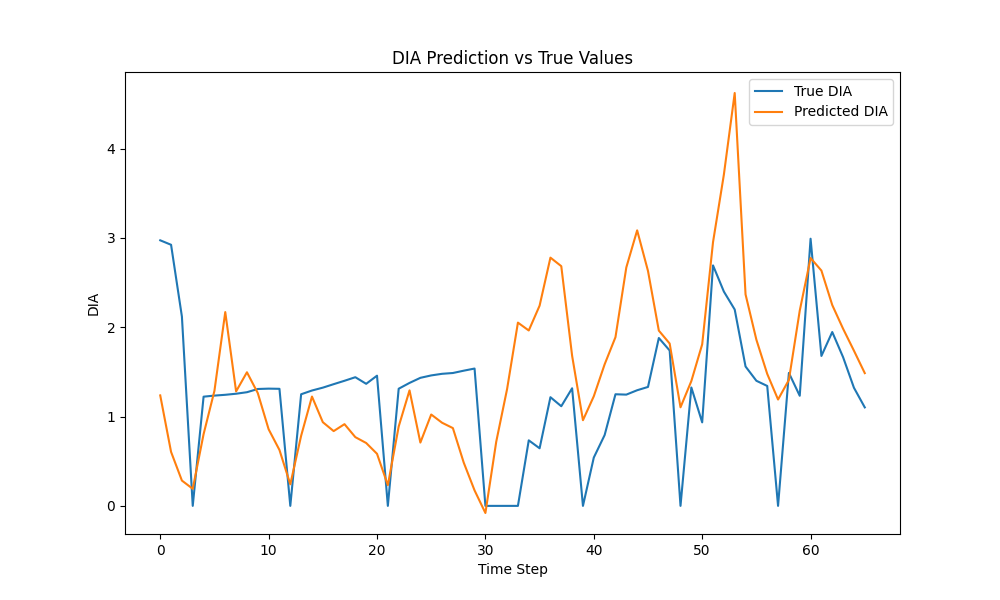 DIA Prediction vs True Values
True DIA
Predicted DIA
DIA
4
3
2
1
0
0 10 20 30 40 50 60
Time Step